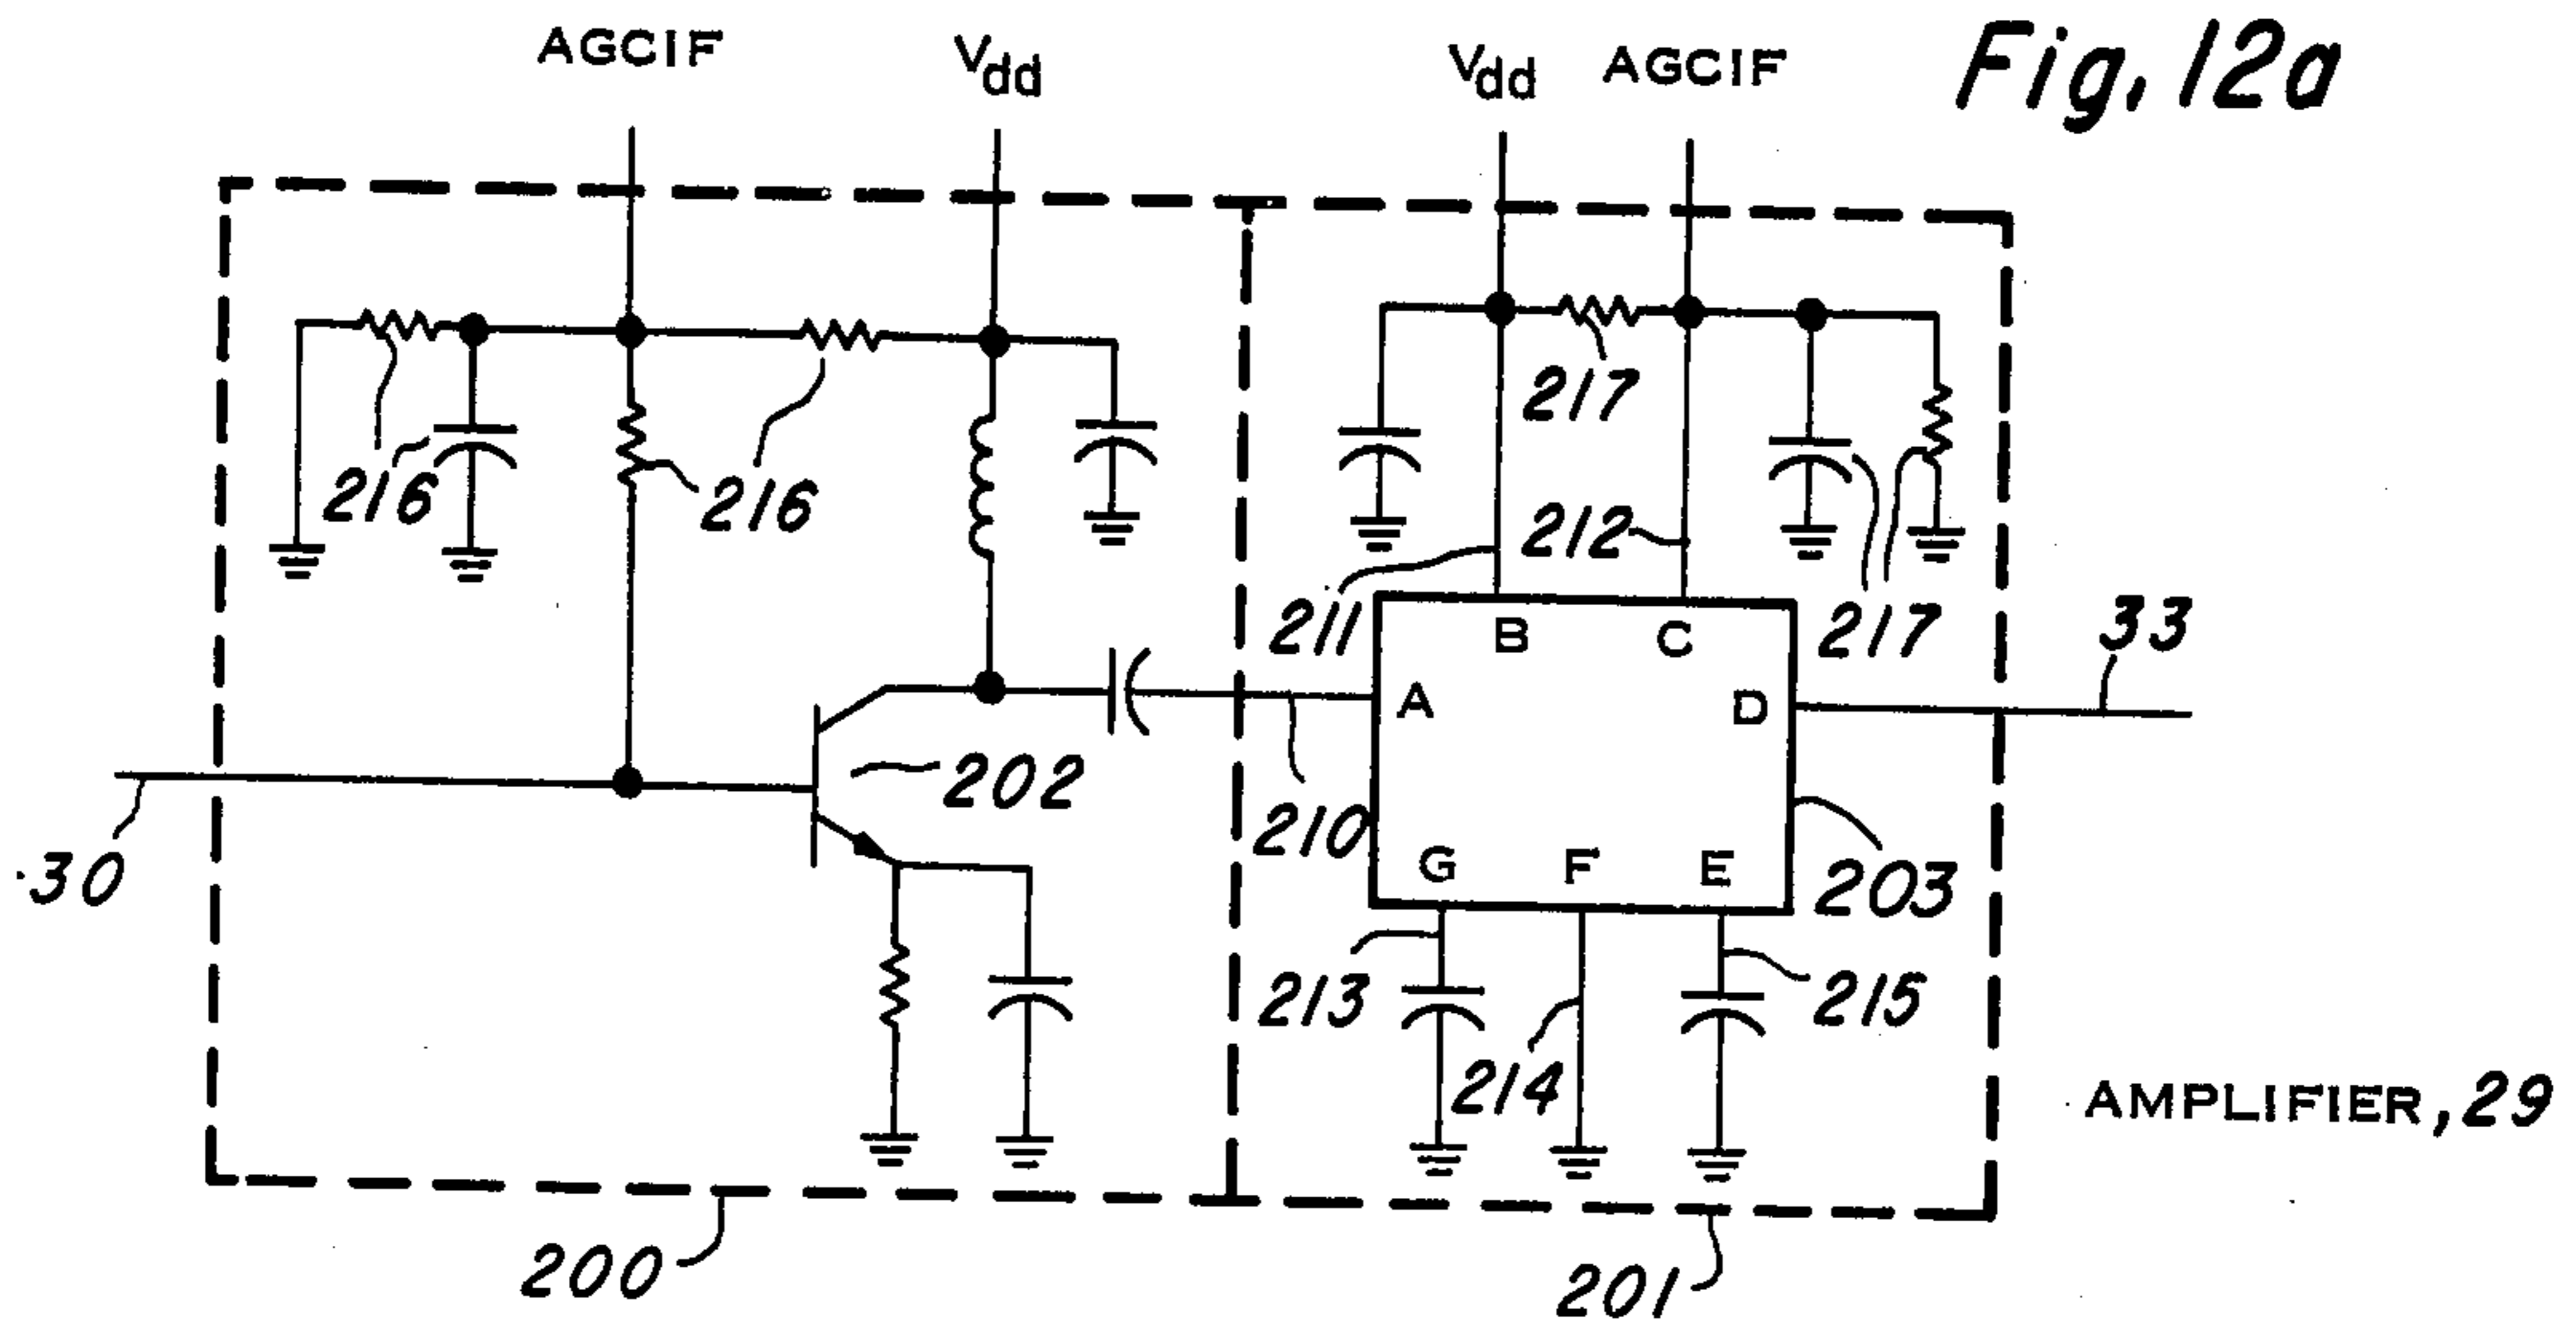 AGCIF
Vdd
Vdd
AGCIF
Fig. 12a
216
216
217
212
211
217
33
B
C
A
D
202
210
30
G
F
E
203
213
214
215
AMPLIFIER, 29
200
201